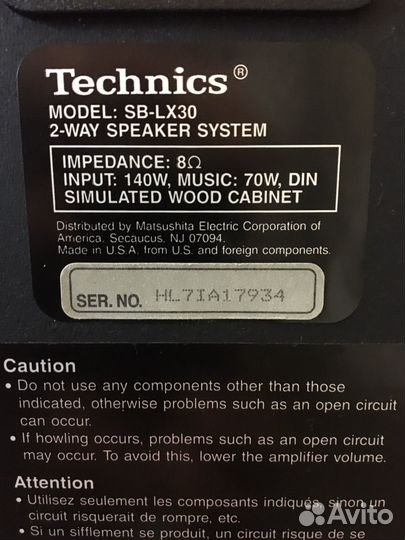 Technics®
MODEL: SB-LX30
2-WAY SPEAKER SYSTEM
IMPEDANCE: 8Ω
INPUT: 140W, MUSIC: 70W, DIN
SIMULATED WOOD CABINET
Distributed by Matsushita Electric Corporation of
America. Secaucus, NJ 07094.
Made in U.S.A. from U.S. and foreign components.
SER. NO. HL7IA17934
Caution
• Do not use any components other than those
indicated, otherwise problems such as an open circuit
can occur.
• If howling occurs, problems such as an open circuit
may occur. To avoid this, lower the amplifier volume.
Attention
• Utilisez seulement les composants indiqués, sinon un
circuit risquerait de rompre, etc.
• Si un sifflement se produit, un circuit risque de se
Avito